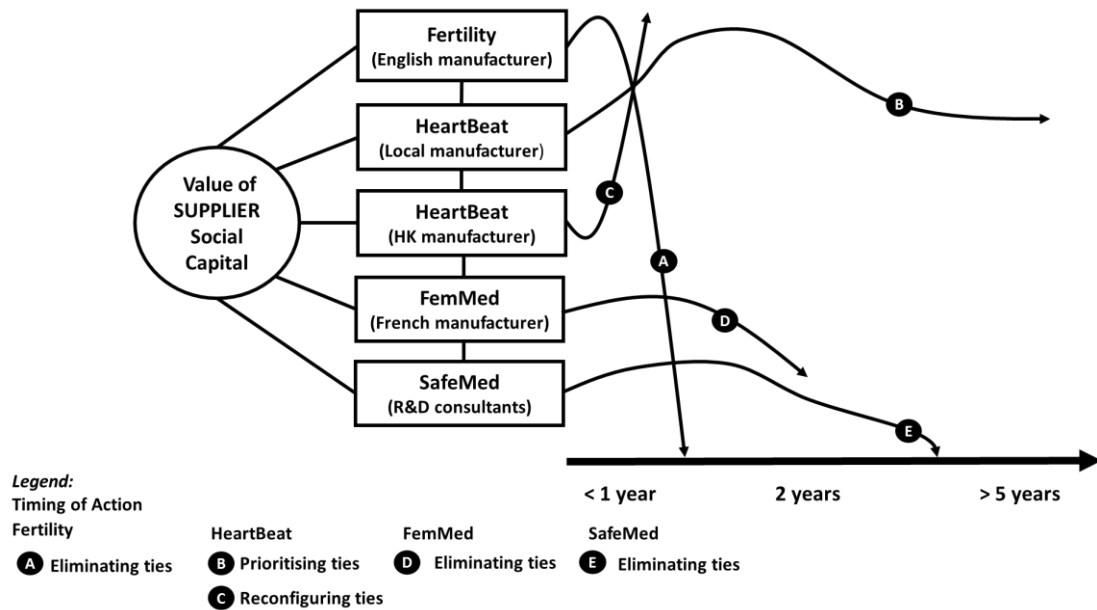 Fertility
(English manufacturer)
HeartBeat
(Local manufacturer)
HeartBeat
(HK manufacturer)
FemMed
(French manufacturer)
SafeMed
(R&D consultants)
Value of
SUPPLIER
Social
Capital
B
C
A
D
E
< 1 year
2 years
> 5 years
Legend:
Timing of Action
Fertility
A Eliminating ties
HeartBeat
B Prioritising ties
C Reconfiguring ties
FemMed
D Eliminating ties
SafeMed
E Eliminating ties